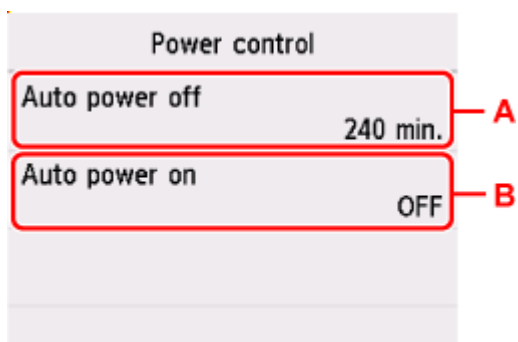 Power control
Auto power off
240 min.
A
Auto power on
OFF
B